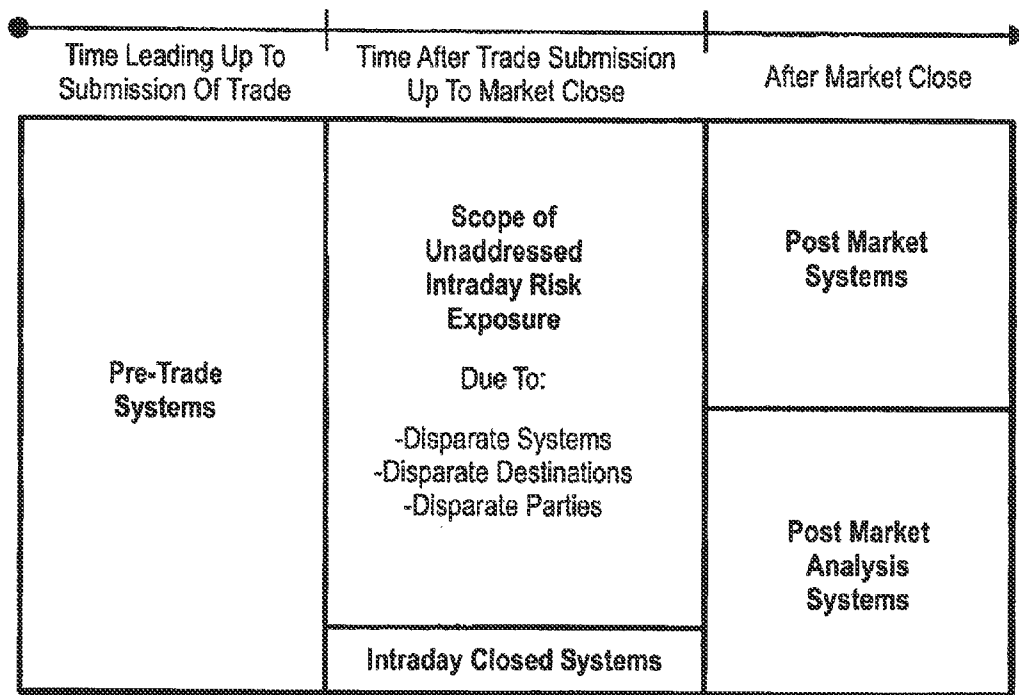 Time Leading Up To
Submission Of Trade
Time After Trade Submission
Up To Market Close
After Market Close
Pre-Trade
Systems
Scope of
Unaddressed
Intraday Risk
Exposure
Due To:
-Disparate Systems
-Disparate Destinations
-Disparate Parties
Intraday Closed Systems
Post Market
Systems
Post Market
Analysis
Systems